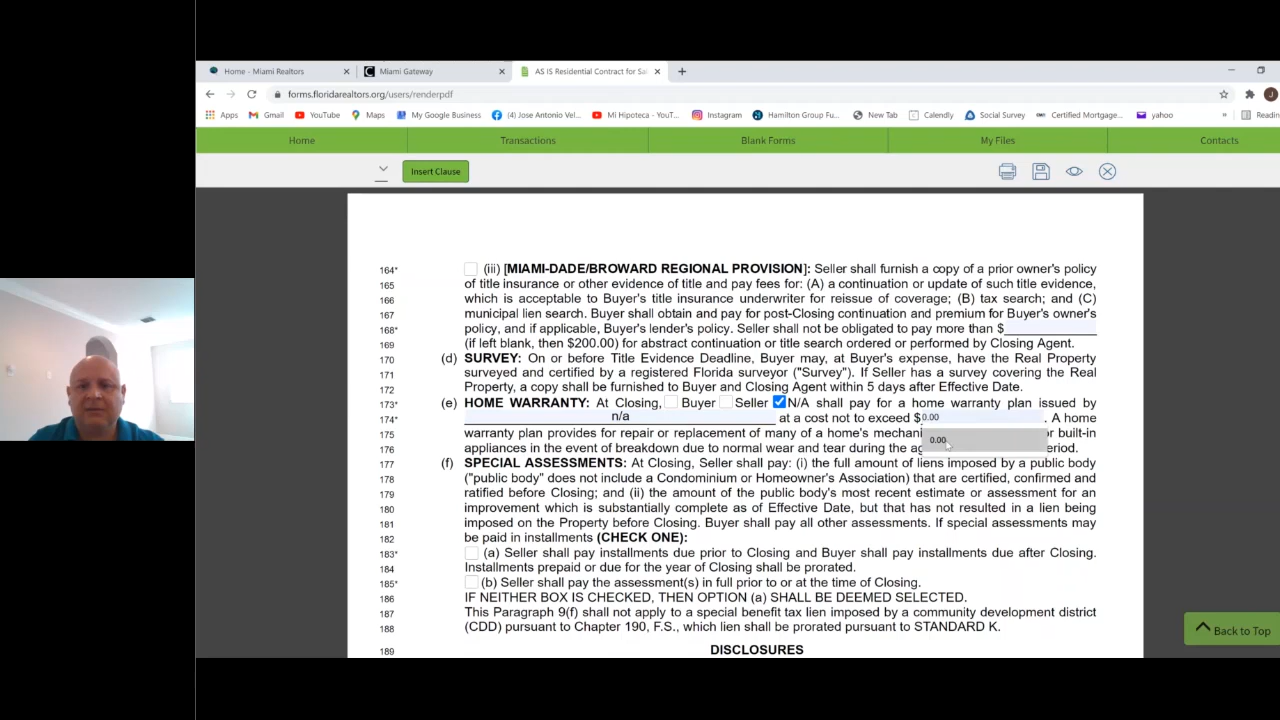 Home - Miami Realtors
Miami Gateway
AS IS Residential Contract for Sa
forms.floridarealtors.org/users/renderpdf
Apps Gmail YouTube Maps My Google Business (4) Jose Antonio Vel... Mi Hipoteca - YouT... Instagram Hamilton Group Fu... New Tab Calendly Social Survey Certified Mortgage... yahoo » Readin
Home Transactions Blank Forms My Files Contacts
Insert Clause
164* (iii) [MIAMI-DADE/BROWARD REGIONAL PROVISION]: Seller shall furnish a copy of a prior owner's policy
165 of title insurance or other evidence of title and pay fees for: (A) a continuation or update of such title evidence,
166 which is acceptable to Buyer's title insurance underwriter for reissue of coverage; (B) tax search; and (C)
167 municipal lien search. Buyer shall obtain and pay for post-Closing continuation and premium for Buyer's owner's
168* policy, and if applicable, Buyer's lender's policy. Seller shall not be obligated to pay more than $
169 (if left blank, then $200.00) for abstract continuation or title search ordered or performed by Closing Agent.
170 (d) SURVEY: On or before Title Evidence Deadline, Buyer may, at Buyer's expense, have the Real Property
171 surveyed and certified by a registered Florida surveyor ("Survey"). If Seller has a survey covering the Real
172 Property, a copy shall be furnished to Buyer and Closing Agent within 5 days after Effective Date.
173* (e) HOME WARRANTY: At Closing, Buyer Seller N/A shall pay for a home warranty plan issued by
174* n/a at a cost not to exceed $ 0.00 . A home
175 warranty plan provides for repair or replacement of many of a home's mechani 0.00 or built-in
176 appliances in the event of breakdown due to normal wear and tear during the ag period.
177 (f) SPECIAL ASSESSMENTS: At Closing, Seller shall pay: (i) the full amount of liens imposed by a public body
178 ("public body" does not include a Condominium or Homeowner's Association) that are certified, confirmed and
179 ratified before Closing; and (ii) the amount of the public body's most recent estimate or assessment for an
180 improvement which is substantially complete as of Effective Date, but that has not resulted in a lien being
181 imposed on the Property before Closing. Buyer shall pay all other assessments. If special assessments may
182 be paid in installments (CHECK ONE):
183* (a) Seller shall pay installments due prior to Closing and Buyer shall pay installments due after Closing.
184 Installments prepaid or due for the year of Closing shall be prorated.
185* (b) Seller shall pay the assessment(s) in full prior to or at the time of Closing.
186 IF NEITHER BOX IS CHECKED, THEN OPTION (a) SHALL BE DEEMED SELECTED.
187 This Paragraph 9(f) shall not apply to a special benefit tax lien imposed by a community development district
188 (CDD) pursuant to Chapter 190, F.S., which lien shall be prorated pursuant to STANDARD K.
189 DISCLOSURES
Back to Top